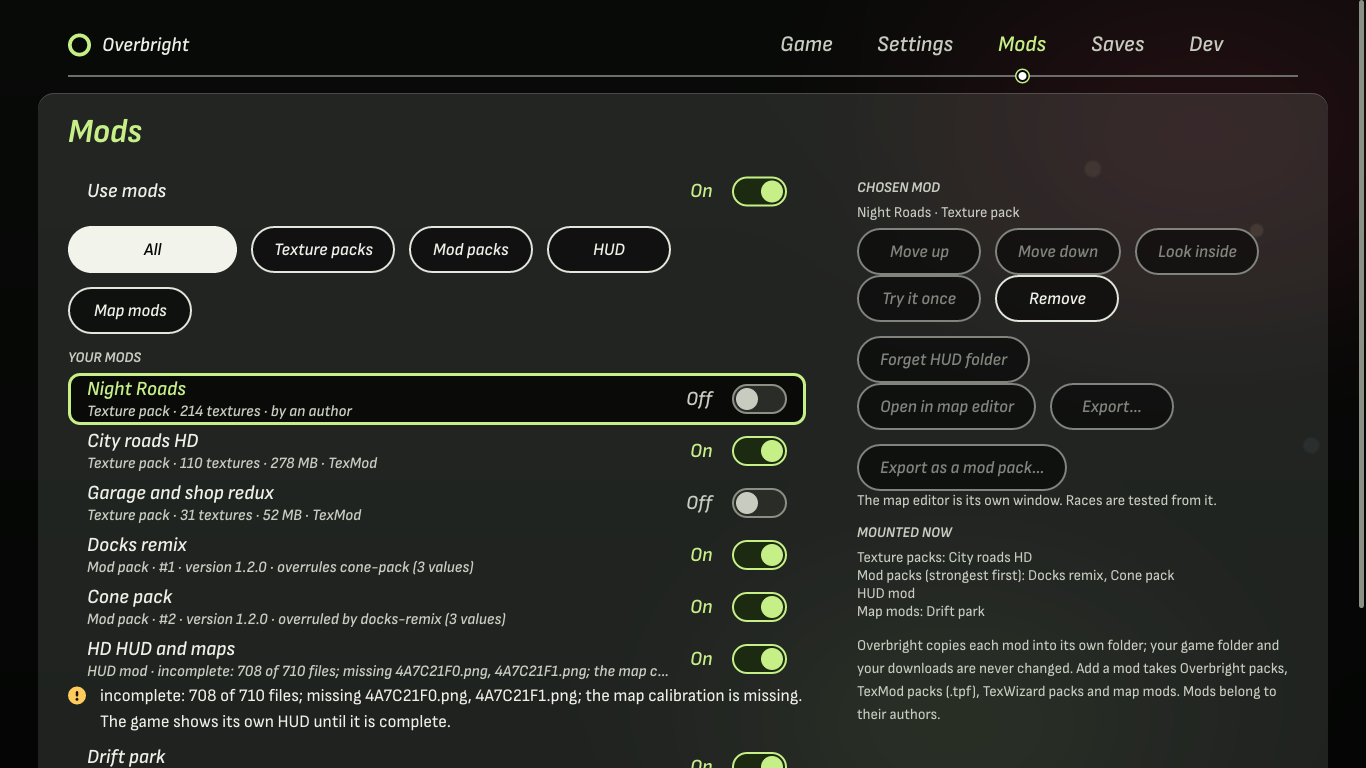 Overbright
Game Settings Mods Saves Dev
Mods
Use mods On
All Texture packs Mod packs HUD
Map mods
YOUR MODS
Night Roads
Texture pack · 214 textures · by an author
Off
City roads HD
Texture pack · 110 textures · 278 MB · TexMod
On
Garage and shop redux
Texture pack · 31 textures · 52 MB · TexMod
Off
Docks remix
Mod pack · #1 · version 1.2.0 · overrules cone-pack (3 values)
On
Cone pack
Mod pack · #2 · version 1.2.0 · overruled by docks-remix (3 values)
On
HD HUD and maps
HUD mod · incomplete: 708 of 710 files; missing 4A7C21F0.png, 4A7C21F1.png; the map c...
On
incomplete: 708 of 710 files; missing 4A7C21F0.png, 4A7C21F1.png; the map calibration is missing.
The game shows its own HUD until it is complete.
Drift park
On
CHOSEN MOD
Night Roads · Texture pack
Move up Move down Look inside
Try it once Remove
Forget HUD folder
Open in map editor Export...
Export as a mod pack...
The map editor is its own window. Races are tested from it.
MOUNTED NOW
Texture packs: City roads HD
Mod packs (strongest first): Docks remix, Cone pack
HUD mod
Map mods: Drift park
Overbright copies each mod into its own folder; your game folder and
your downloads are never changed. Add a mod takes Overbright packs,
TexMod packs (.tpf), TexWizard packs and map mods. Mods belong to
their authors.